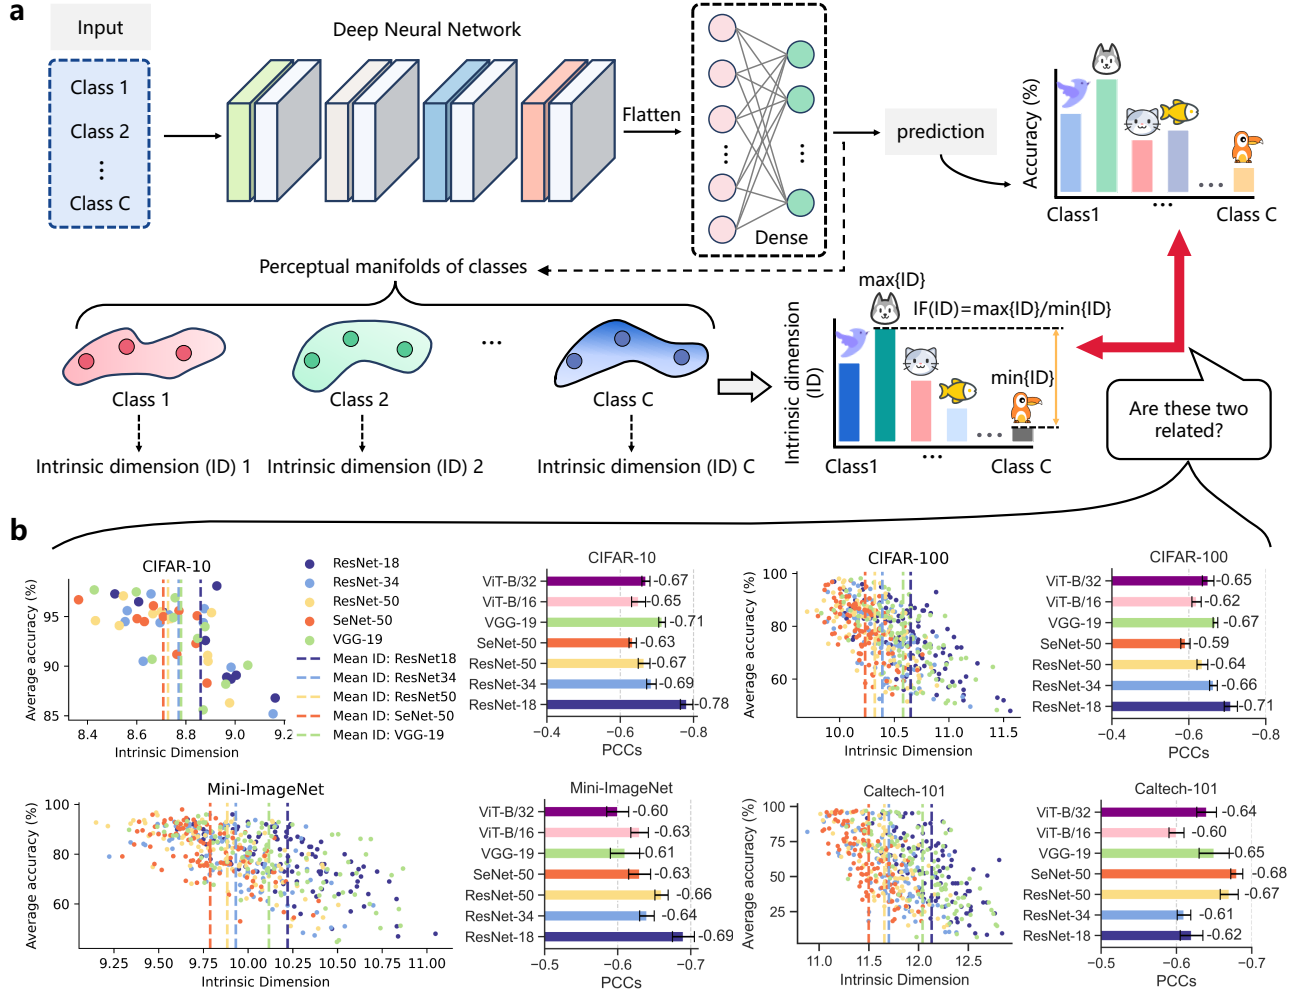 a
Input
Class 1
Class 2
Class C
Deep Neural Network
Flatten
Dense
prediction
Accuracy (%)
Class1
...
Class C
Perceptual manifolds of classes
Class 1
Class 2
...
Class C
Intrinsic dimension (ID) 1
Intrinsic dimension (ID) 2
Intrinsic dimension (ID) C
Intrinsic dimension
(ID)
max{ID}
IF(ID)=max{ID}/min{ID}
min{ID}
Class1
...
Class C
Are these two
related?
b
CIFAR-10
Average accuracy (%)
95
90
85
8.4 8.6 8.8 9.0 9.2
Intrinsic Dimension
ResNet-18
ResNet-34
ResNet-50
SeNet-50
VGG-19
Mean ID: ResNet18
Mean ID: ResNet34
Mean ID: ResNet50
Mean ID: SeNet-50
Mean ID: VGG-19
CIFAR-10
ViT-B/32 -0.67
ViT-B/16 -0.65
VGG-19 -0.71
SeNet-50 -0.63
ResNet-50 -0.67
ResNet-34 -0.69
ResNet-18 -0.78
−0.4 −0.6 −0.8
PCCs
CIFAR-100
Average accuracy (%)
100
80
60
10.0 10.5 11.0 11.5
Intrinsic Dimension
CIFAR-100
ViT-B/32 -0.65
ViT-B/16 -0.62
VGG-19 -0.67
SeNet-50 -0.59
ResNet-50 -0.64
ResNet-34 -0.66
ResNet-18 -0.71
−0.4 −0.6 −0.8
PCCs
Mini-ImageNet
Average accuracy (%)
100
80
60
9.25 9.50 9.75 10.00 10.25 10.50 10.75 11.00
Intrinsic Dimension
Mini-ImageNet
ViT-B/32 -0.60
ViT-B/16 -0.63
VGG-19 -0.61
SeNet-50 -0.63
ResNet-50 -0.66
ResNet-34 -0.64
ResNet-18 -0.69
−0.5 −0.6 −0.7
PCCs
Caltech-101
Average accuracy (%)
100
75
50
25
11.0 11.5 12.0 12.5
Intrinsic Dimension
Caltech-101
ViT-B/32 -0.64
ViT-B/16 -0.60
VGG-19 -0.65
SeNet-50 -0.68
ResNet-50 -0.67
ResNet-34 -0.61
ResNet-18 -0.62
−0.5 −0.6 −0.7
PCCs